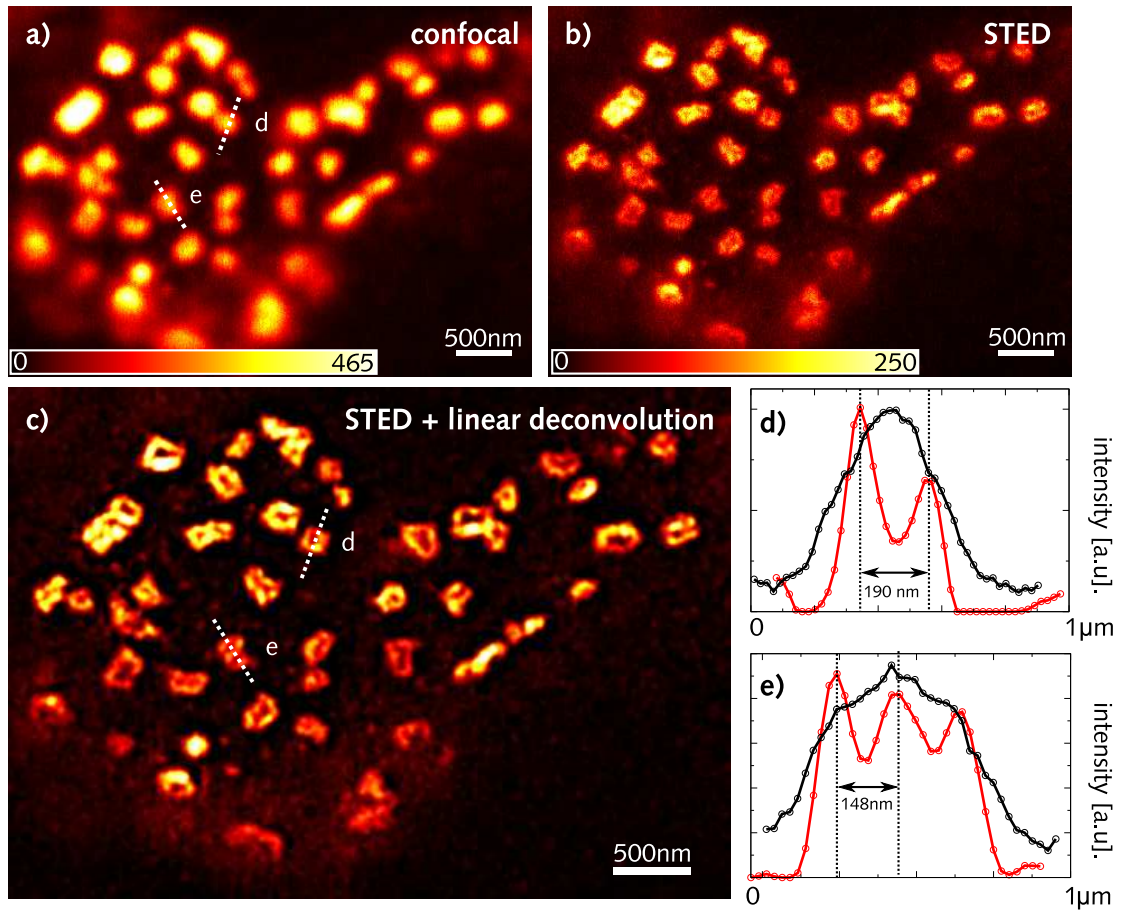 a)
confocal
d
e
500nm
0
465
b)
STED
500nm
0
250
c)
STED + linear deconvolution
d
e
500nm
d)
190 nm
intensity [a.u].
0
1µm
e)
148nm
intensity [a.u].
0
1µm